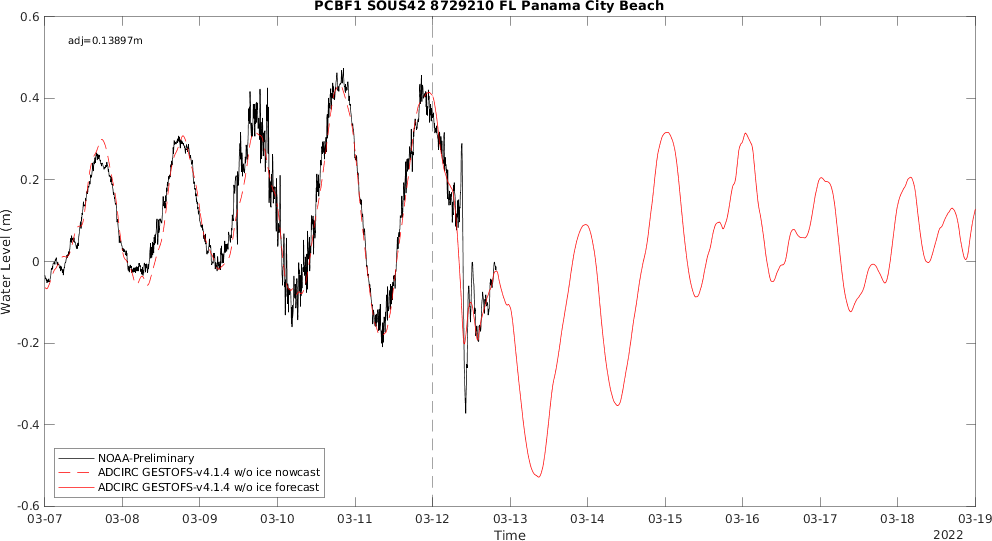 PCBF1 SOUS42 8729210 FL Panama City Beach
0.6
adj=0.13897m
0.4
0.2
0
-0.2
-0.4
-0.6
Water Level (m)
NOAA-Preliminary
ADCIRC GESTOFS-v4.1.4 w/o ice nowcast
ADCIRC GESTOFS-v4.1.4 w/o ice forecast
03-07 03-08 03-09 03-10 03-11 03-12 03-13 03-14 03-15 03-16 03-17 03-18 03-19
Time
2022